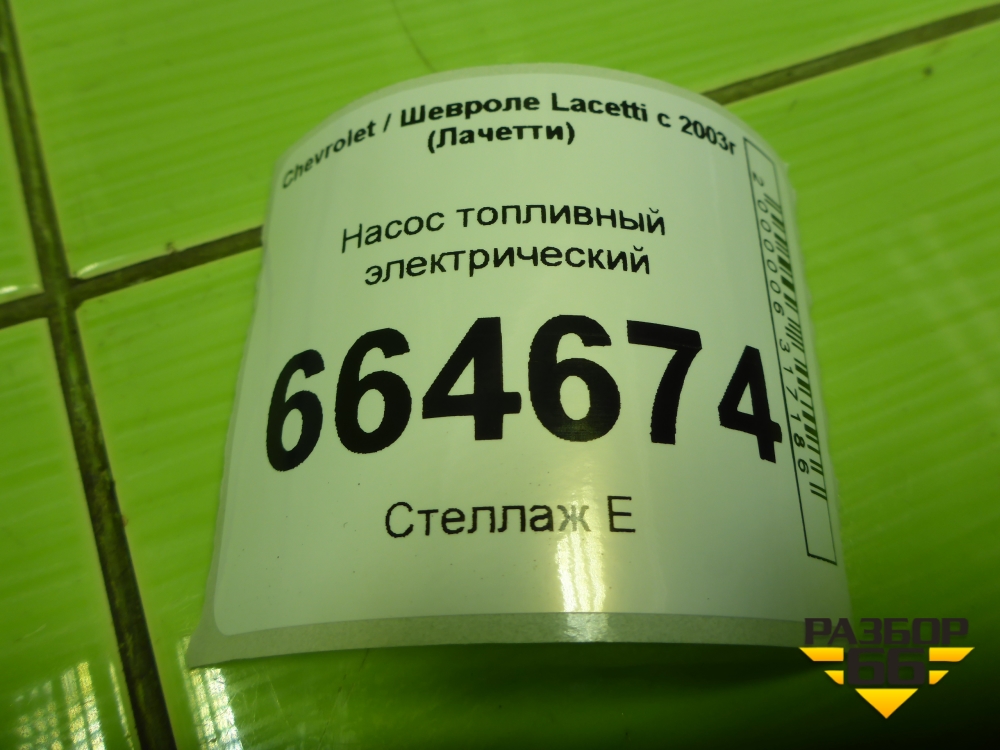 Chevrolet / Шевроле Lacetti с 2003г
(Лачетти)
Насос топливный
электрический
664674
Стеллаж Е
2000006317186
РАЗБОР
66